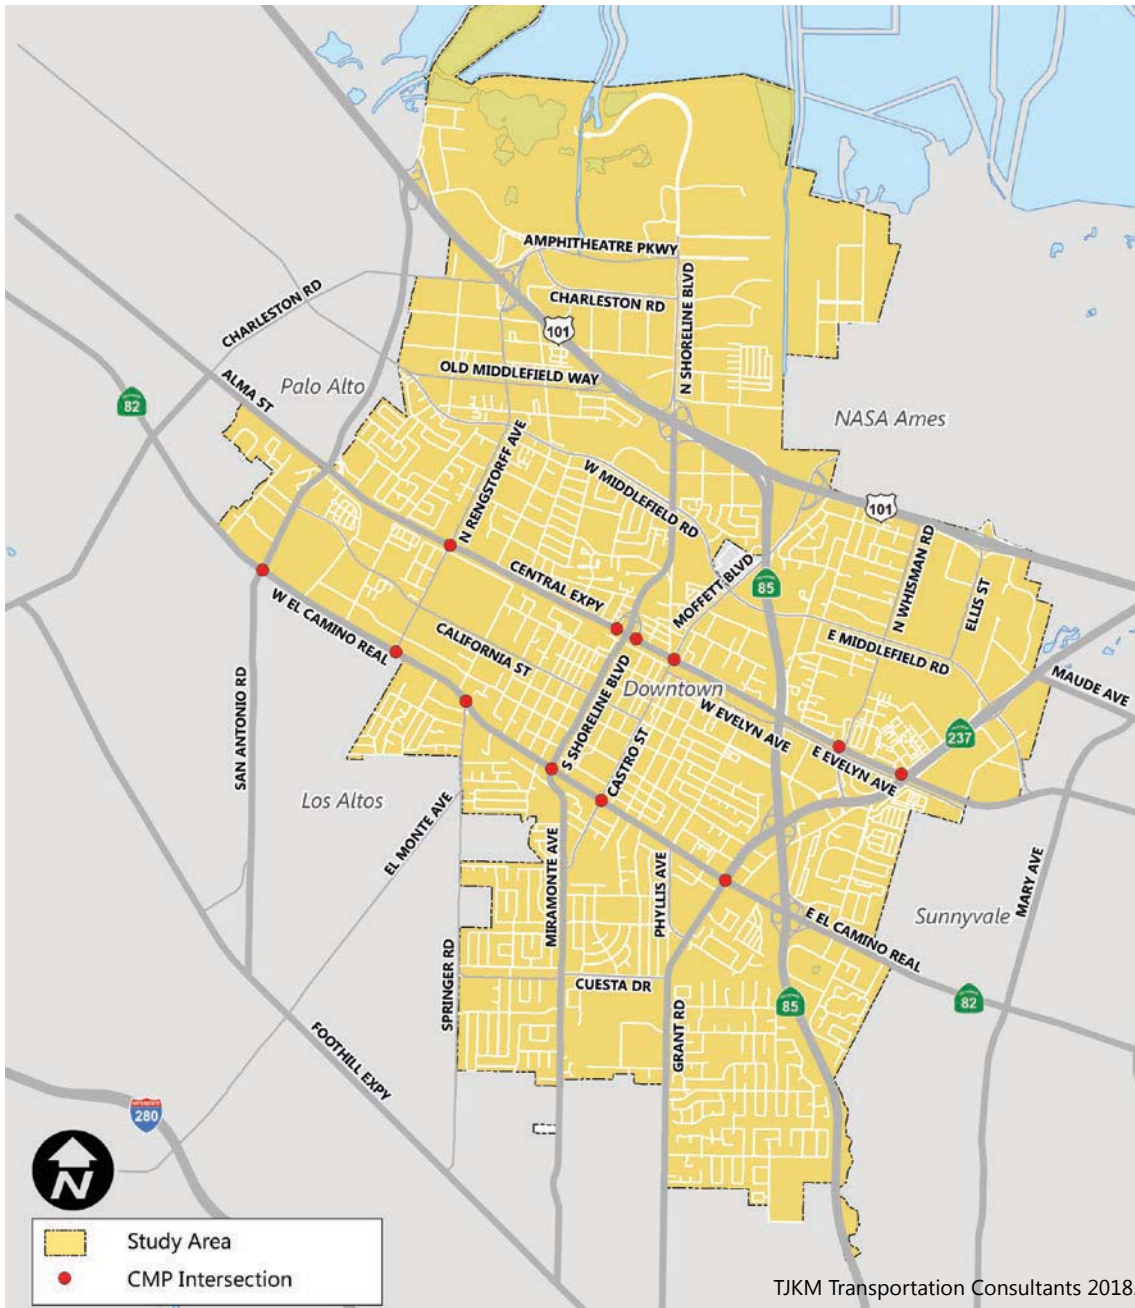 AMPHITHEATRE PKWY
CHARLESTON RD
CHARLESTON RD
N SHORELINE BLVD
101
OLD MIDDLEFIELD WAY
Palo Alto
ALMA ST
82
NASA Ames
N RENGSTORFF AVE
W MIDDLEFIELD RD
101
N WHISMAN RD
CENTRAL EXPY
MOFFETT BLVD
85
ELLIS ST
W EL CAMINO REAL
CALIFORNIA ST
E MIDDLEFIELD RD
MAUDE AVE
Downtown
S SHORELINE BLVD
SAN ANTONIO RD
W EVELYN AVE
237
CASTRO ST
E EVELYN AVE
Los Altos
EL MONTE AVE
MIRAMONTE AVE
PHYLLIS AVE
MARY AVE
Sunnyvale
E EL CAMINO REAL
SPRINGER RD
CUESTA DR
85
82
GRANT RD
FOOTHILL EXPY
280
N
Study Area
CMP Intersection
TJKM Transportation Consultants 2018